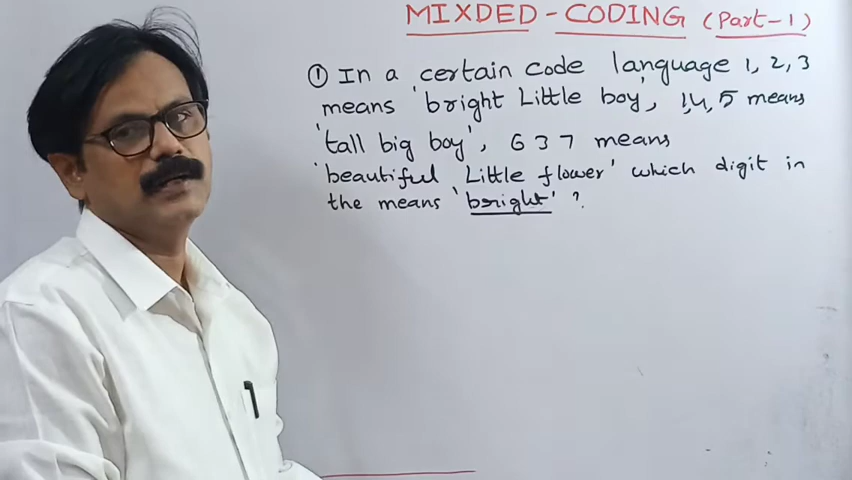 MIXDED-CODING (Part-1)
① In a certain code language 1, 2, 3
means 'bright Little boy', 1,4, 5 means
'tall big boy', 6 3 7 means
'beautiful Little flower' which digit in
the means 'bright' ?